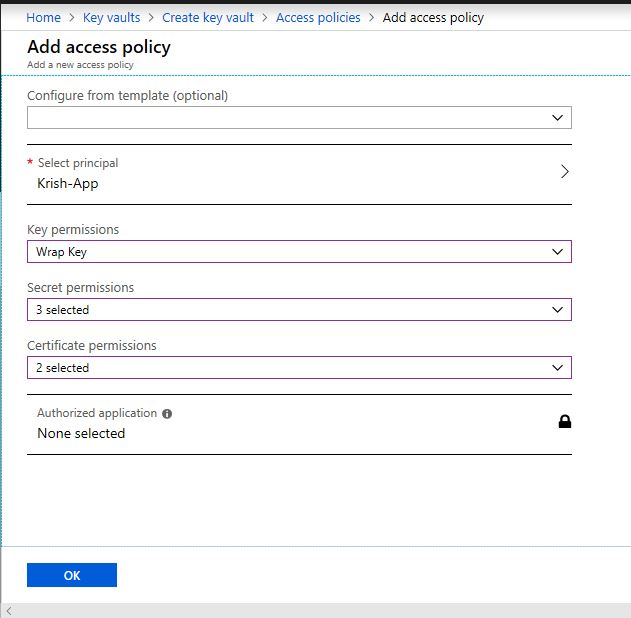 Home > Key vaults > Create key vault > Access policies > Add access policy
Add access policy
Add a new access policy
Configure from template (optional)
* Select principal
Krish-App
Key permissions
Wrap Key
Secret permissions
3 selected
Certificate permissions
2 selected
Authorized application
None selected
OK